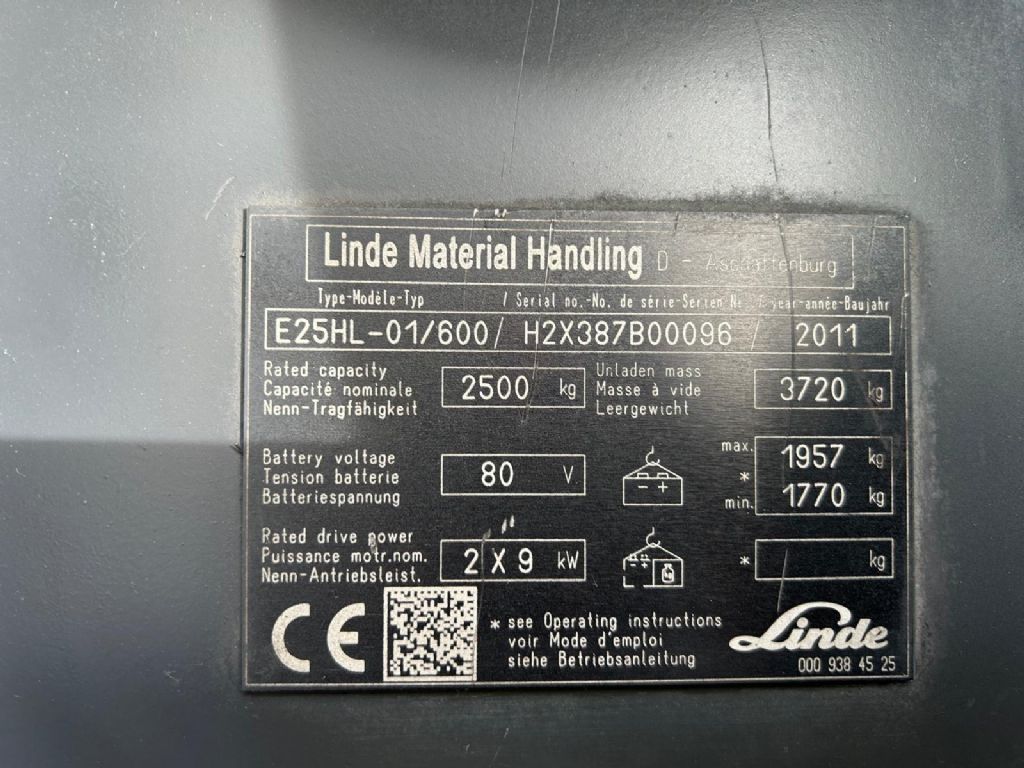 Linde Material Handling D - Aschaffenburg
Type-Modèle-Typ / Serial no.-No. de série-Serien Nr. / year-année-Baujahr
E25HL-01/600/ H2X387B00096 / 2011
Rated capacity
Capacité nominale
Nenn-Tragfähigkeit
2500 kg
Unladen mass
Masse à vide
Leergewicht
3720 kg
Battery voltage
Tension batterie
Batteriespannung
80 V
- +
max. 1957 kg
*
min. 1770 kg
Rated drive power
Puissance motr.nom.
Nenn-Antriebsleist.
2 X 9 kW
* kg
CE
* see Operating instructions
voir Mode d'emploi
siehe Betriebsanleitung
Linde
000 938 45 25